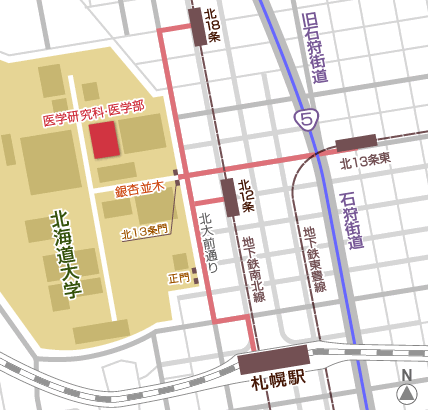 北18条
旧石狩街道
5
医学研究科・医学部
北13条東
銀杏並木
北12条
石狩街道
北海道大学
北13条門
北大前通り
地下鉄南北線
地下鉄東豊線
正門
札幌駅
N